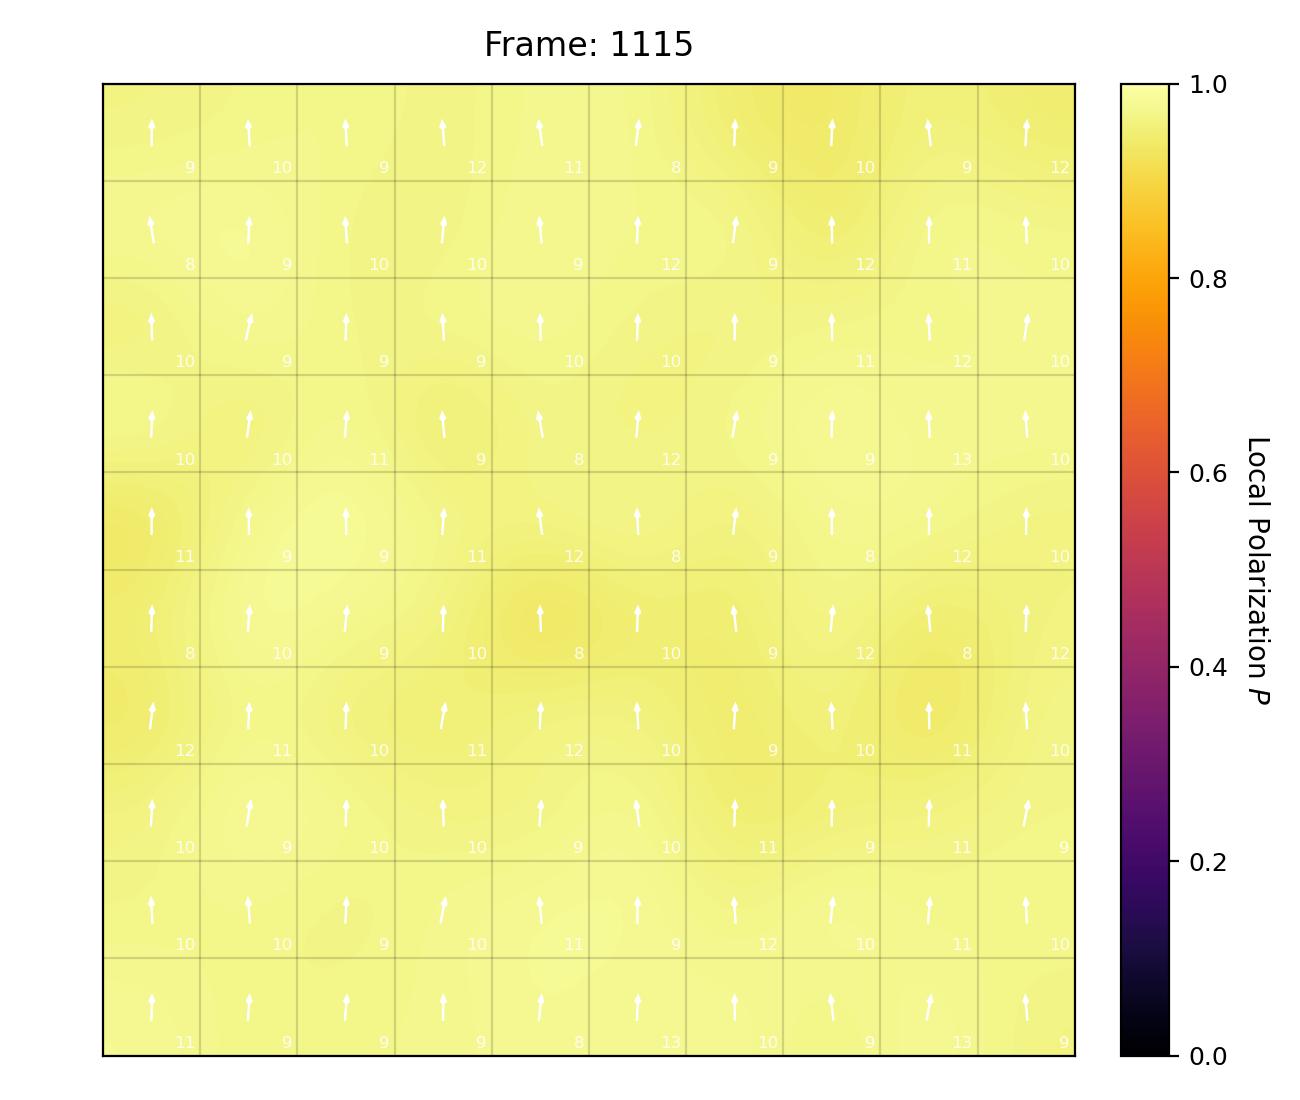 Frame: 1115
9 10 9 12 11 8 9 10 9 12
8 9 10 10 9 12 9 12 11 10
10 9 9 9 10 10 9 11 12 10
10 10 11 9 8 12 9 9 13 10
11 9 9 11 12 8 9 8 12 10
8 10 9 10 8 10 9 12 8 12
12 11 10 11 12 10 9 10 11 10
10 9 10 10 9 10 11 9 11 9
10 10 9 10 11 9 12 10 11 10
11 9 9 9 8 13 10 9 13 9
1.0
0.8
0.6
0.4
0.2
0.0
Local Polarization P